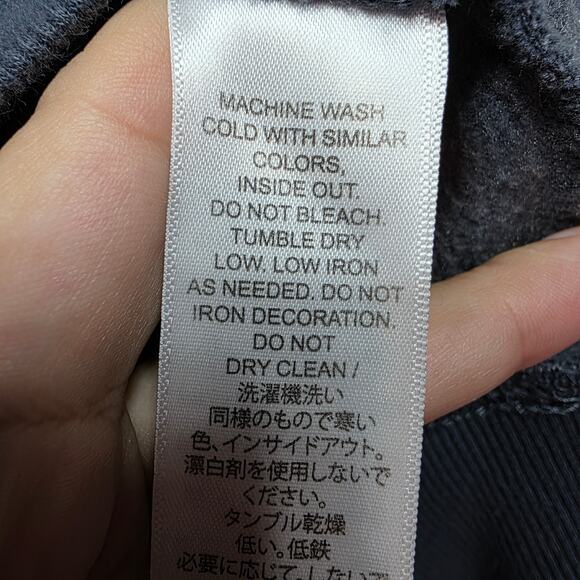 MACHINE WASH
COLD WITH SIMILAR
COLORS,
INSIDE OUT.
DO NOT BLEACH.
TUMBLE DRY
LOW. LOW IRON
AS NEEDED. DO NOT
IRON DECORATION.
DO NOT
DRY CLEAN /
洗濯機洗い
同様のもので寒い
色、インサイドアウト。
漂白剤を使用しないで
ください。
タンブル乾燥
低い。低鉄
必要に応じて。しない